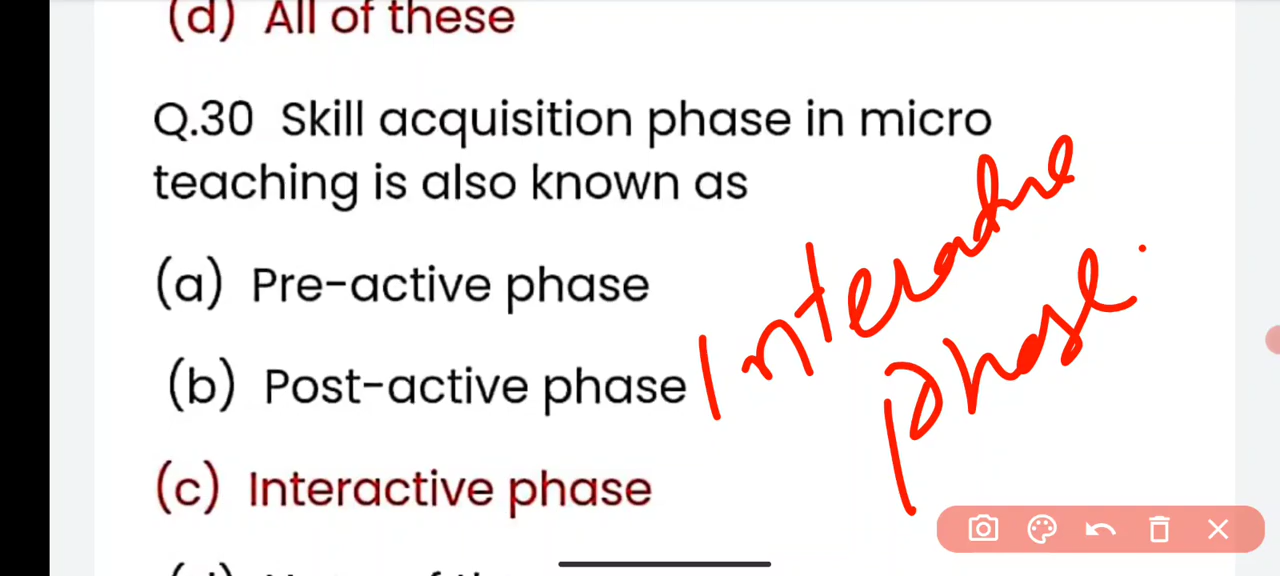 (d) All of these
Q.30 Skill acquisition phase in micro
teaching is also known as
(a) Pre-active phase
(b) Post-active phase
(c) Interactive phase
Interactive
phase.